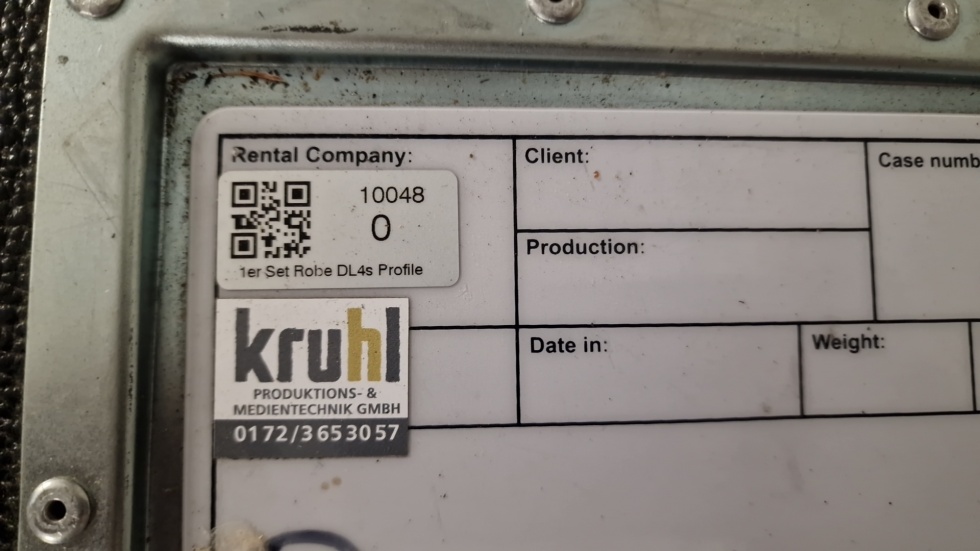 Rental Company:
10048
0
1er Set Robe DL4s Profile
kruhl
PRODUKTIONS- &
MEDIENTECHNIK GMBH
0172/3653057
Client:
Production:
Date in:
Weight:
Case numb